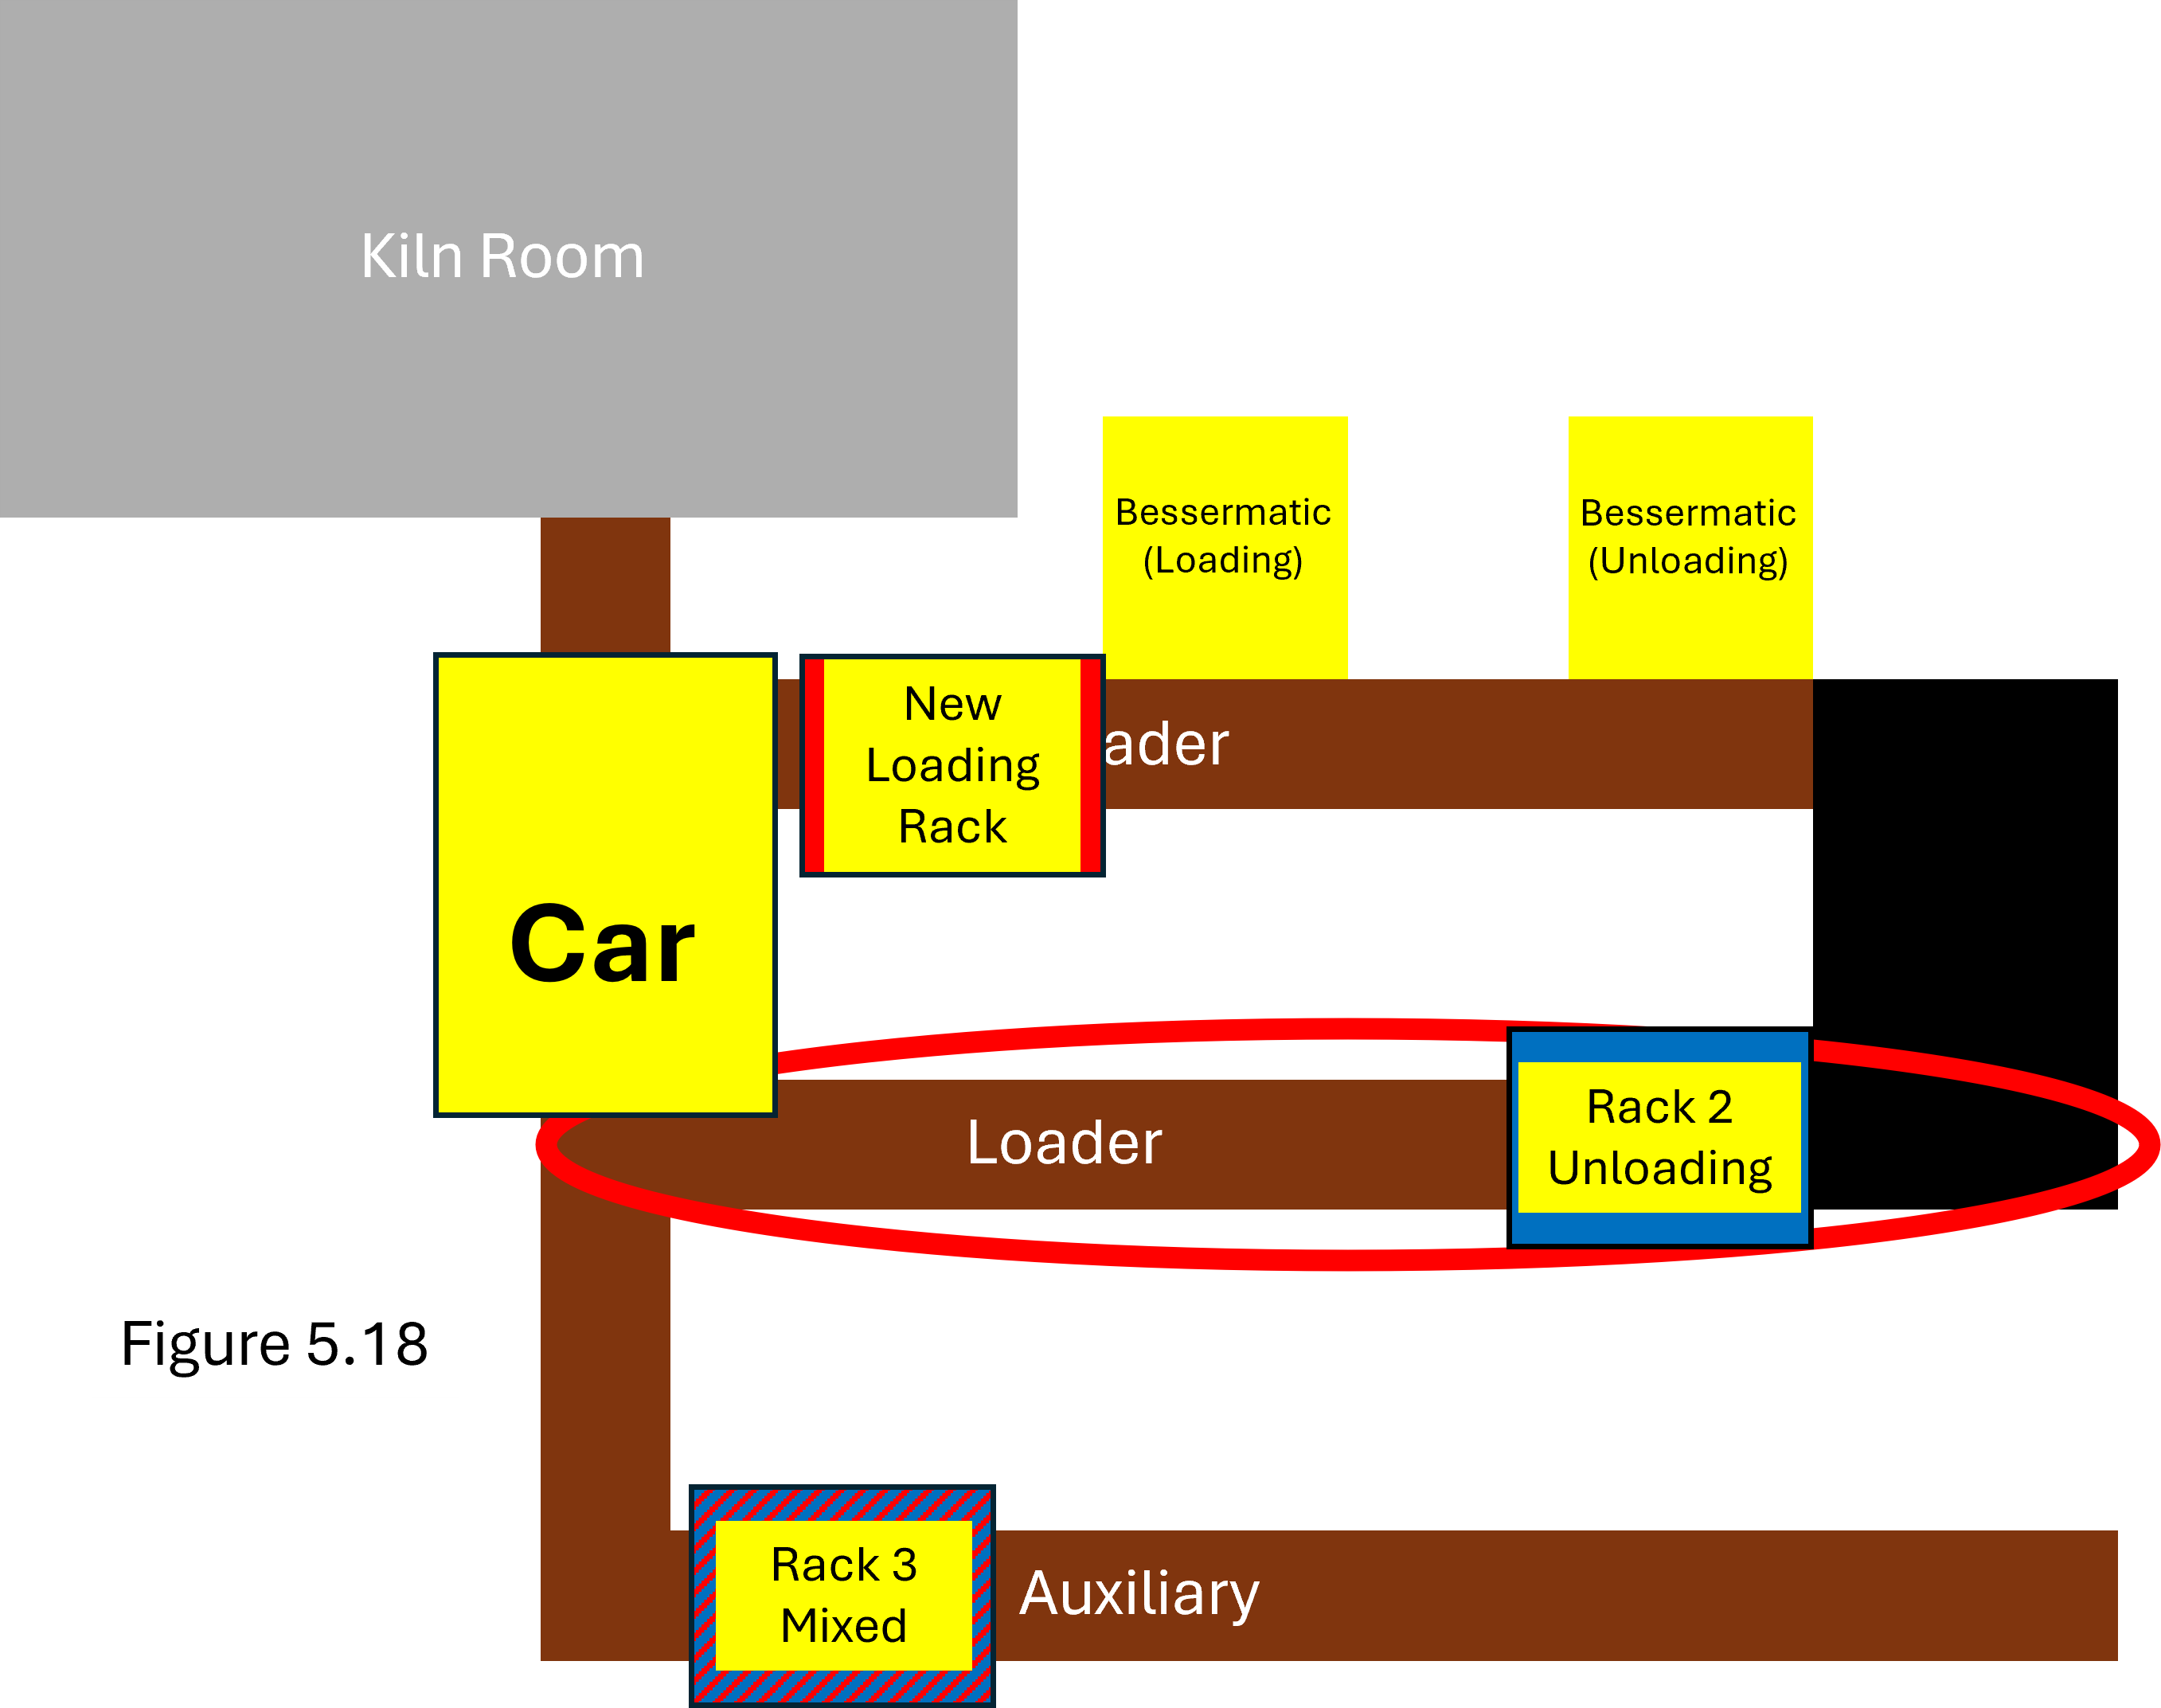 Kiln Room
Bessermatic
(Loading)
Bessermatic
(Unloading)
New
Loading
Rack
ader
Car
Loader
Rack 2
Unloading
Figure 5.18
Rack 3
Mixed
Auxiliary